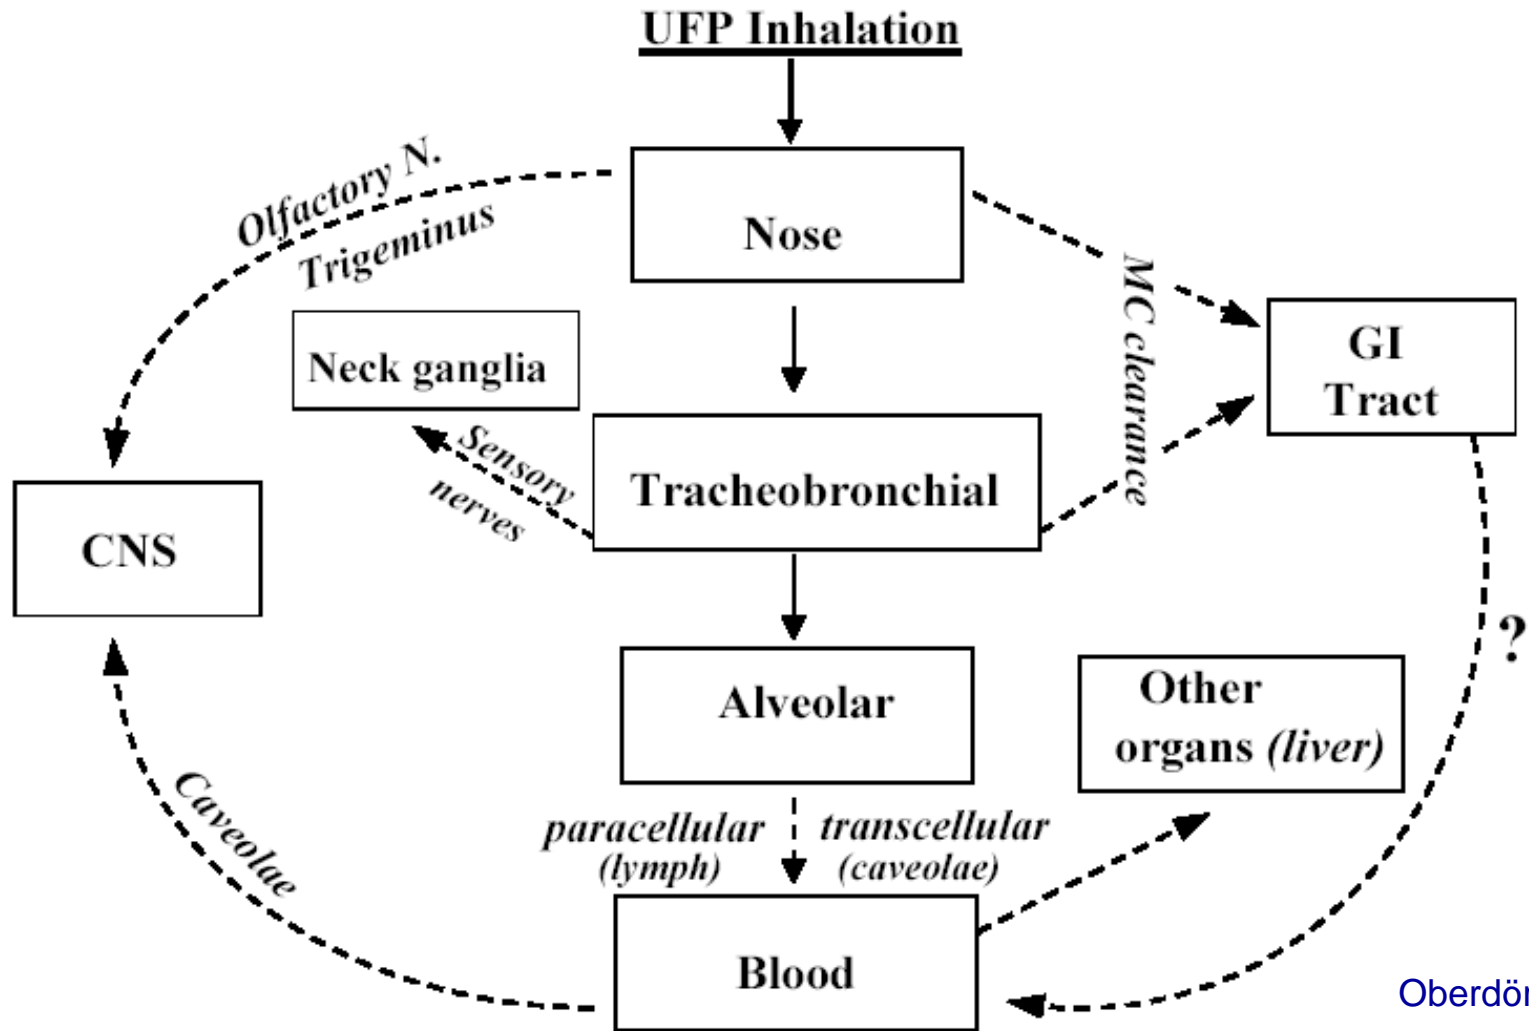 UFP Inhalation
Olfactory N.
Trigeminus
Nose
MC clearance
GI
Tract
Neck ganglia
Sensory
nerves
Tracheobronchial
CNS
?
Alveolar
Other
organs (liver)
Caveolae
paracellular
(lymph)
transcellular
(caveolae)
Blood